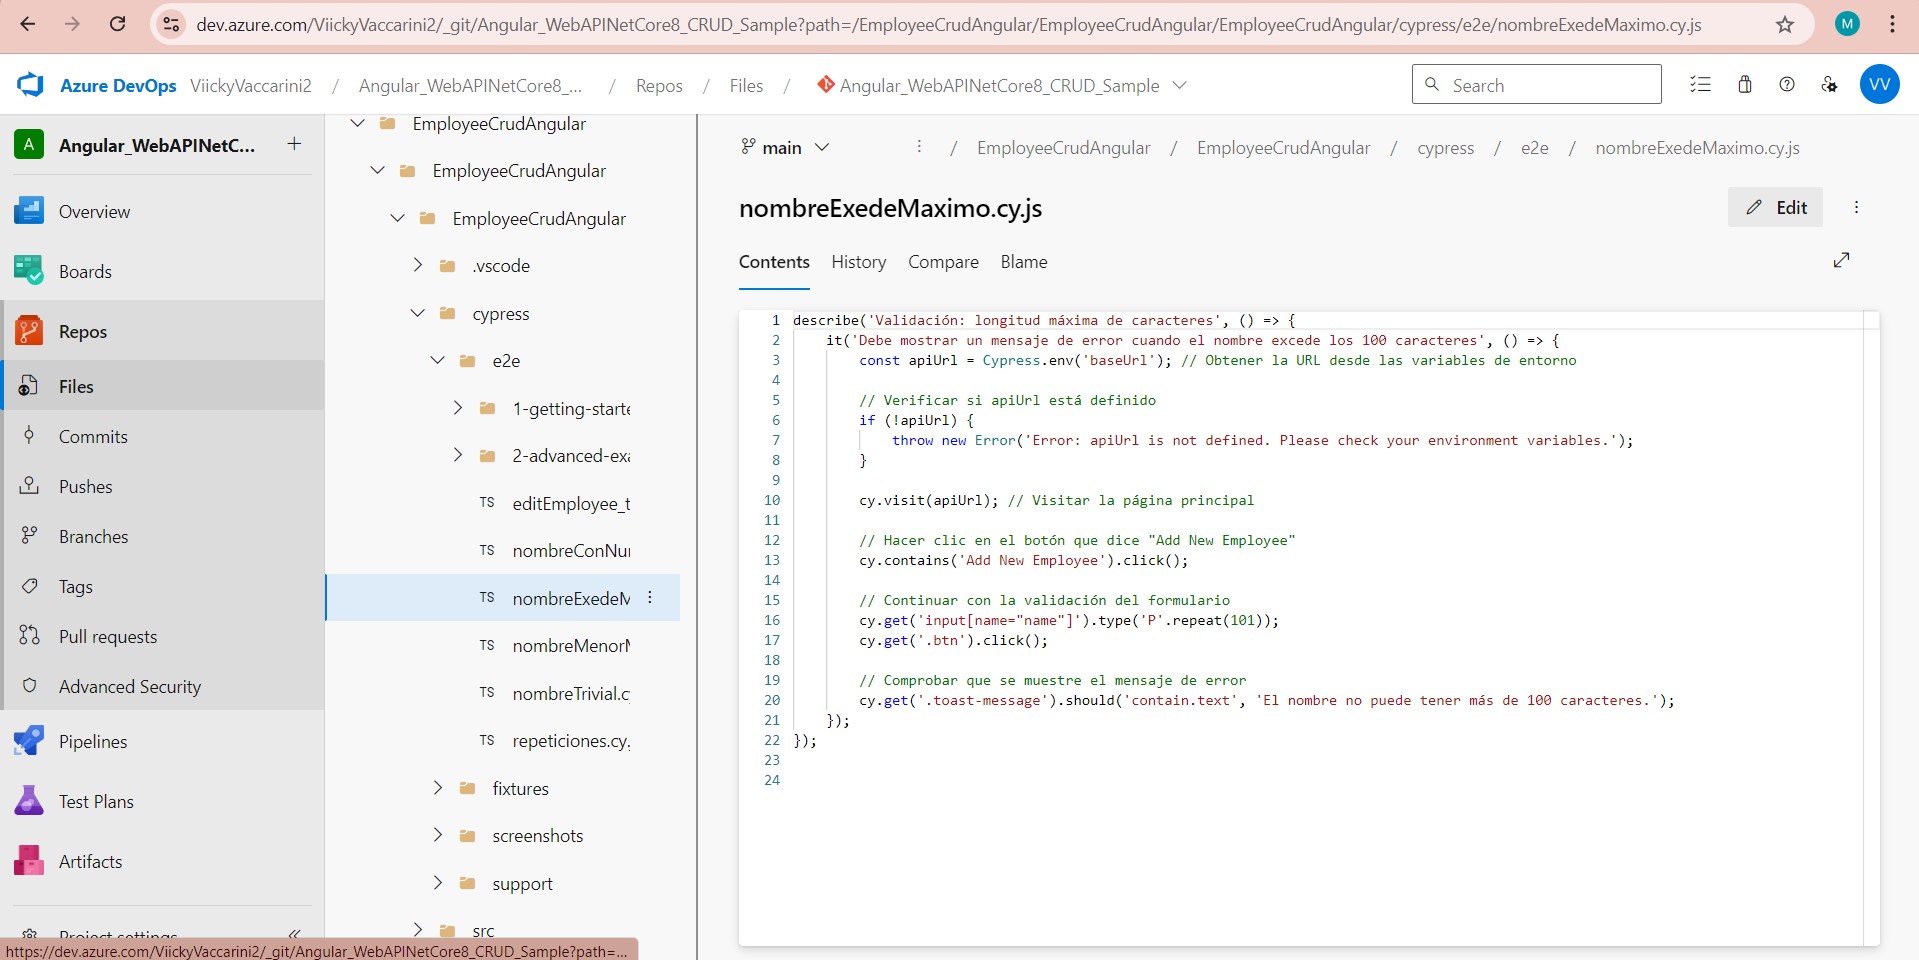 dev.azure.com/ViickyVaccarini2/_git/Angular_WebAPINetCore8_CRUD_Sample?path=/EmployeeCrudAngular/EmployeeCrudAngular/EmployeeCrudAngular/cypress/e2e/nombreExedeMaximo.cy.js
M
Azure DevOps ViickyVaccarini2 / Angular_WebAPINetCore8_... / Repos / Files / Angular_WebAPINetCore8_CRUD_Sample
Search
VV
A Angular_WebAPINetC... +
Overview
Boards
Repos
Files
Commits
Pushes
Branches
Tags
Pull requests
Advanced Security
Pipelines
Test Plans
Artifacts
Project settings
https://dev.azure.com/ViickyVaccarini2/_git/Angular_WebAPINetCore8_CRUD_Sample?path=...
EmployeeCrudAngular
EmployeeCrudAngular
EmployeeCrudAngular
.vscode
cypress
e2e
1-getting-starte
2-advanced-exa
TS editEmployee_t
TS nombreConNu
TS nombreExedeM
TS nombreMenorM
TS nombreTrivial.c
TS repeticiones.cy.
fixtures
screenshots
support
src
main / EmployeeCrudAngular / EmployeeCrudAngular / cypress / e2e / nombreExedeMaximo.cy.js
nombreExedeMaximo.cy.js
Edit
Contents History Compare Blame
1 describe('Validación: longitud máxima de caracteres', () => {
2 it('Debe mostrar un mensaje de error cuando el nombre excede los 100 caracteres', () => {
3 const apiUrl = Cypress.env('baseUrl'); // Obtener la URL desde las variables de entorno
4
5 // Verificar si apiUrl está definido
6 if (!apiUrl) {
7 throw new Error('Error: apiUrl is not defined. Please check your environment variables.');
8 }
9
10 cy.visit(apiUrl); // Visitar la página principal
11
12 // Hacer clic en el botón que dice "Add New Employee"
13 cy.contains('Add New Employee').click();
14
15 // Continuar con la validación del formulario
16 cy.get('input[name="name"]').type('P'.repeat(101));
17 cy.get('.btn').click();
18
19 // Comprobar que se muestre el mensaje de error
20 cy.get('.toast-message').should('contain.text', 'El nombre no puede tener más de 100 caracteres.');
21 });
22 });
23
24